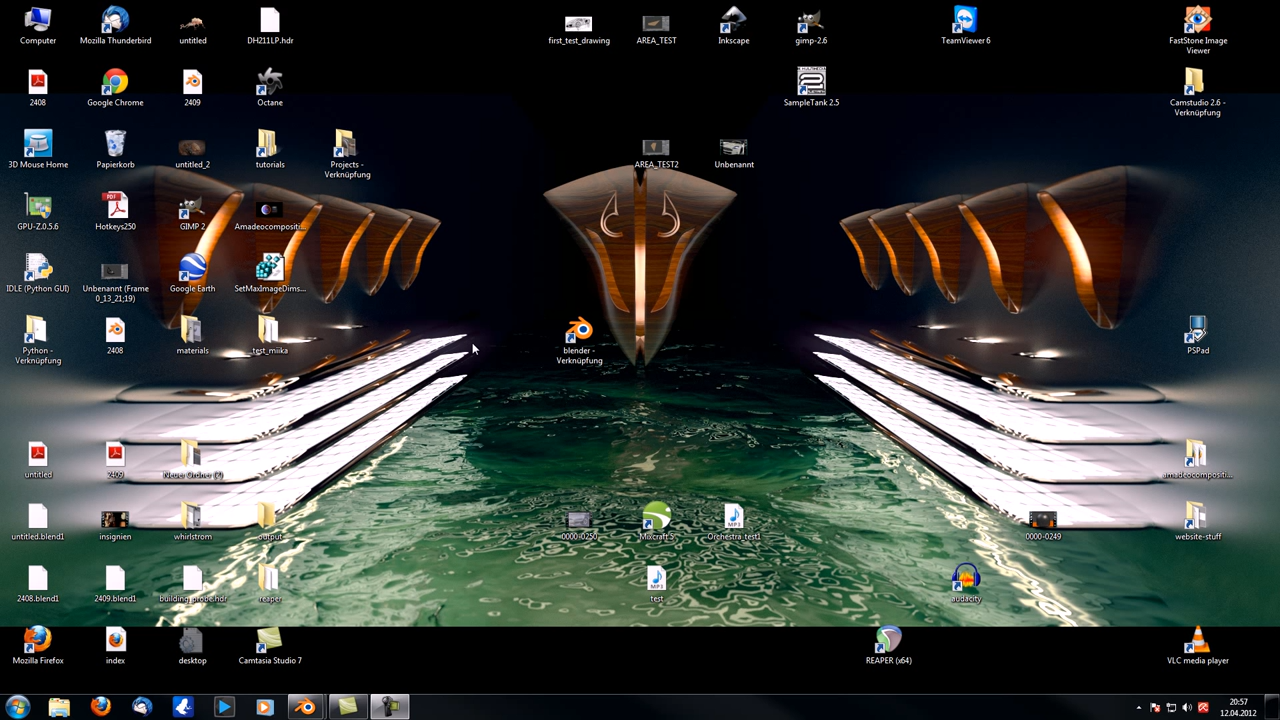 Computer
Mozilla Thunderbird
untitled
DH211LP.hdr
first_test_drawing
AREA_TEST
Inkscape
gimp-2.6
TeamViewer 6
FastStone Image
Viewer
2408
Google Chrome
2409
Octane
SampleTank 2.5
Camstudio 2.6 -
Verknüpfung
3D Mouse Home
Papierkorb
untitled_2
tutorials
Projects -
Verknüpfung
AREA_TEST2
Unbenannt
GPU-Z.0.5.6
Hotkeys250
GIMP 2
Amadeocompositi...
IDLE (Python GUI)
Unbenannt (Frame
0_13_21;19)
Google Earth
SetMaxImageDims...
Python -
Verknüpfung
2408
materials
test_miika
blender -
Verknüpfung
PSPad
untitled
2409
Neuer Ordner (2)
amadeocompositi...
untitled.blend1
insignien
whirlstrom
output
0000-0250
Mixcraft 5
Orchestra_test1
0000-0249
website-stuff
2408.blend1
2409.blend1
building_probe.hdr
reaper
test
audacity
Mozilla Firefox
index
desktop
Camtasia Studio 7
REAPER (x64)
VLC media player
20:57
12.04.2012